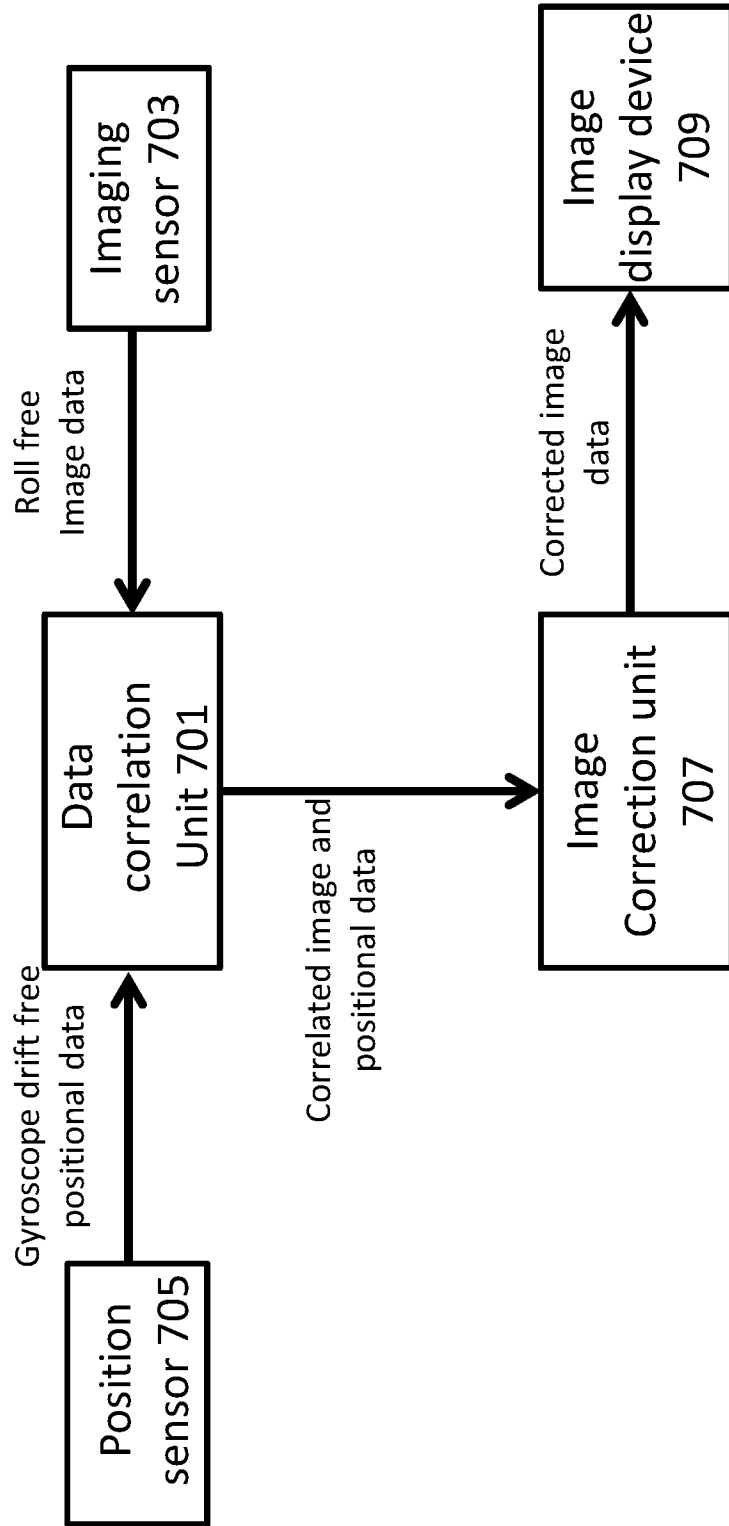 Position
sensor 705
Gyroscope drift free
positional data
Data
correlation
Unit 701
Roll free
Image data
Imaging
sensor 703
Correlated image and
positional data
Image
Correction unit
707
Corrected image
data
Image
display device
709